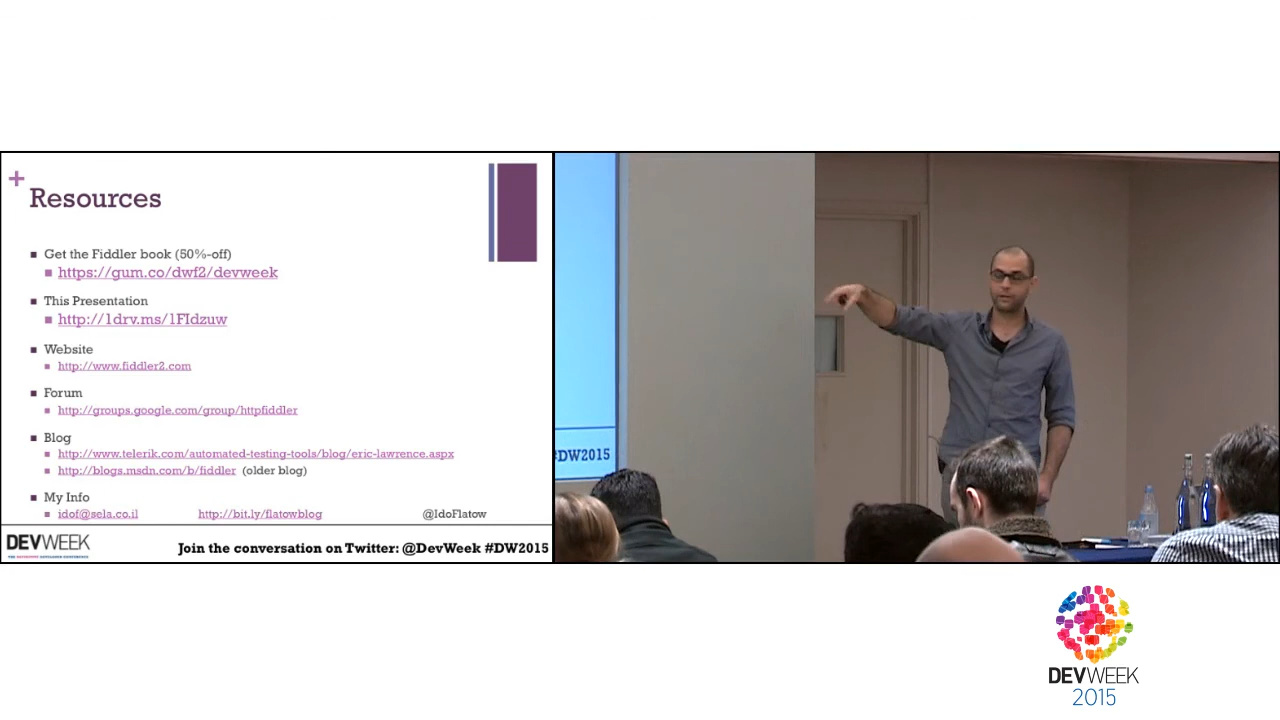 +
Resources
Get the Fiddler book (50%-off)
https://gum.co/dwf2/devweek
This Presentation
http://1drv.ms/1FIdzuw
Website
http://www.fiddler2.com
Forum
http://groups.google.com/group/httpfiddler
Blog
http://www.telerik.com/automated-testing-tools/blog/eric-lawrence.aspx
http://blogs.msdn.com/b/fiddler (older blog)
My Info
idof@sela.co.il http://bit.ly/flatowblog @IdoFlatow
DEVWEEK
Join the conversation on Twitter: @DevWeek #DW2015
#DW2015
DEVWEEK
2015